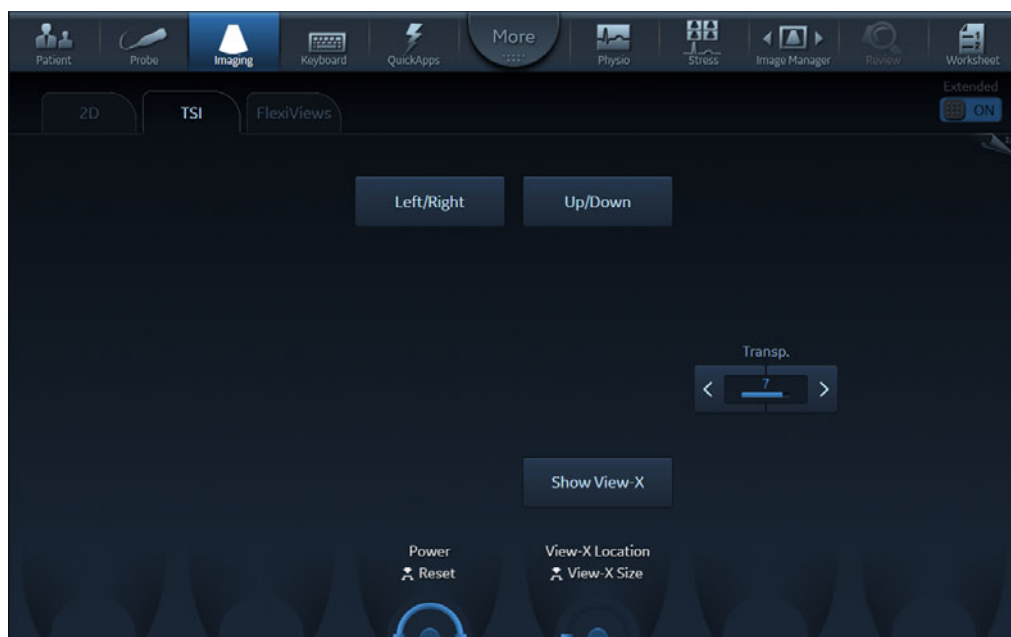 Patient
Probe
Imaging
Keyboard
QuickApps
More
Physio
Stress
Image Manager
Review
Worksheet
Extended
ON
2D
TSI
FlexiViews
Left/Right
Up/Down
Transp.
7
Show View-X
Power
Reset
View-X Location
View-X Size